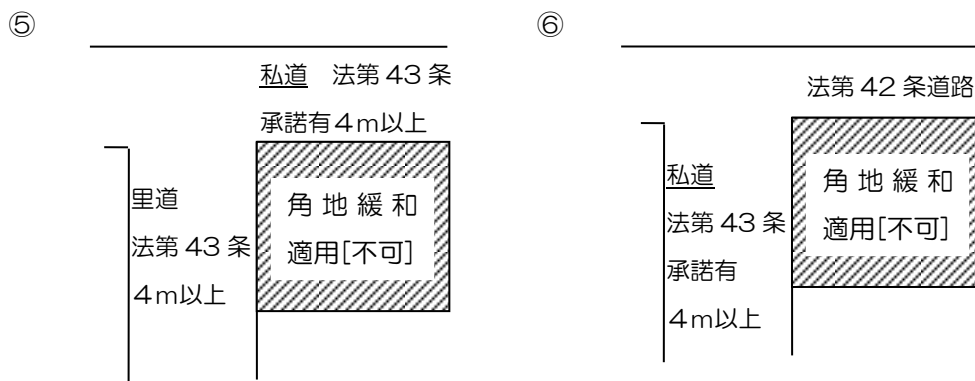 ⑤
私道 法第43条
承諾有4m以上
里道
法第43条
4m以上
角地緩和
適用[不可]
⑥
法第42条道路
私道
法第43条
承諾有
4m以上
角地緩和
適用[不可]